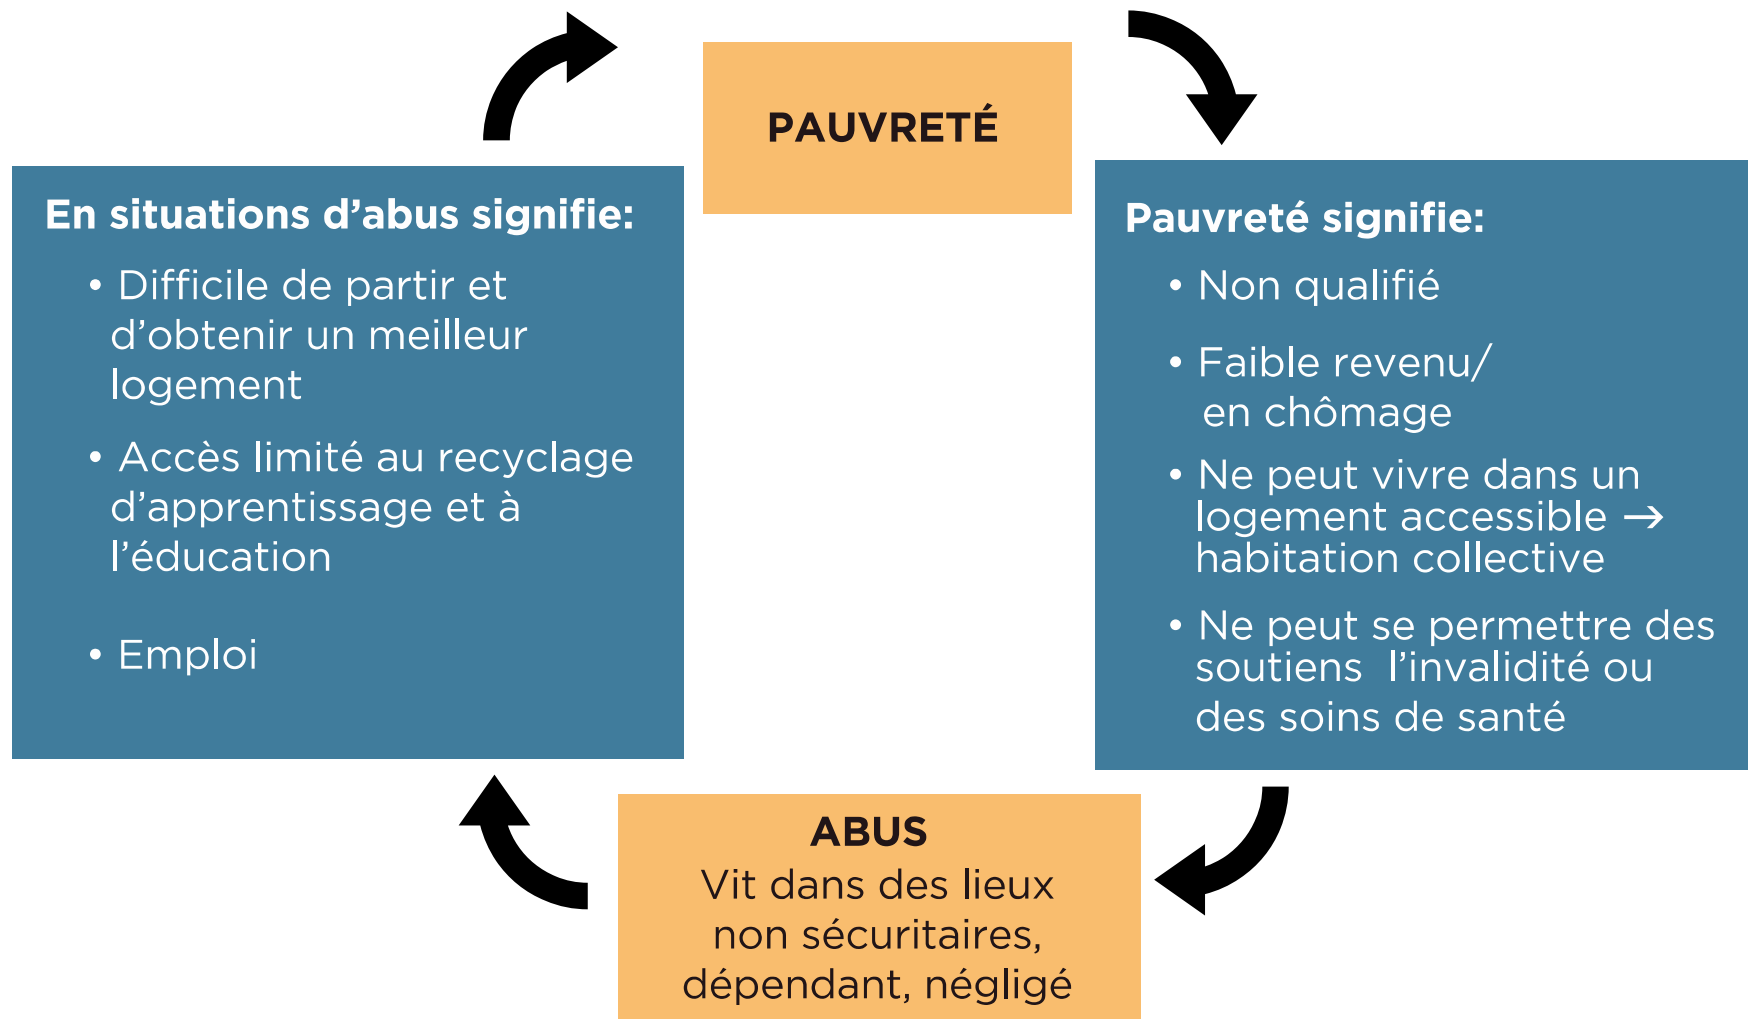 PAUVRETÉ
En situations d’abus signifie:
• Difficile de partir et
d’obtenir un meilleur
logement
• Accès limité au recyclage
d’apprentissage et à
l’éducation
• Emploi
Pauvreté signifie:
• Non qualifié
• Faible revenu/
en chômage
• Ne peut vivre dans un
logement accessible →
habitation collective
• Ne peut se permettre des
soutiens l’invalidité ou
des soins de santé
ABUS
Vit dans des lieux
non sécuritaires,
dépendant, négligé